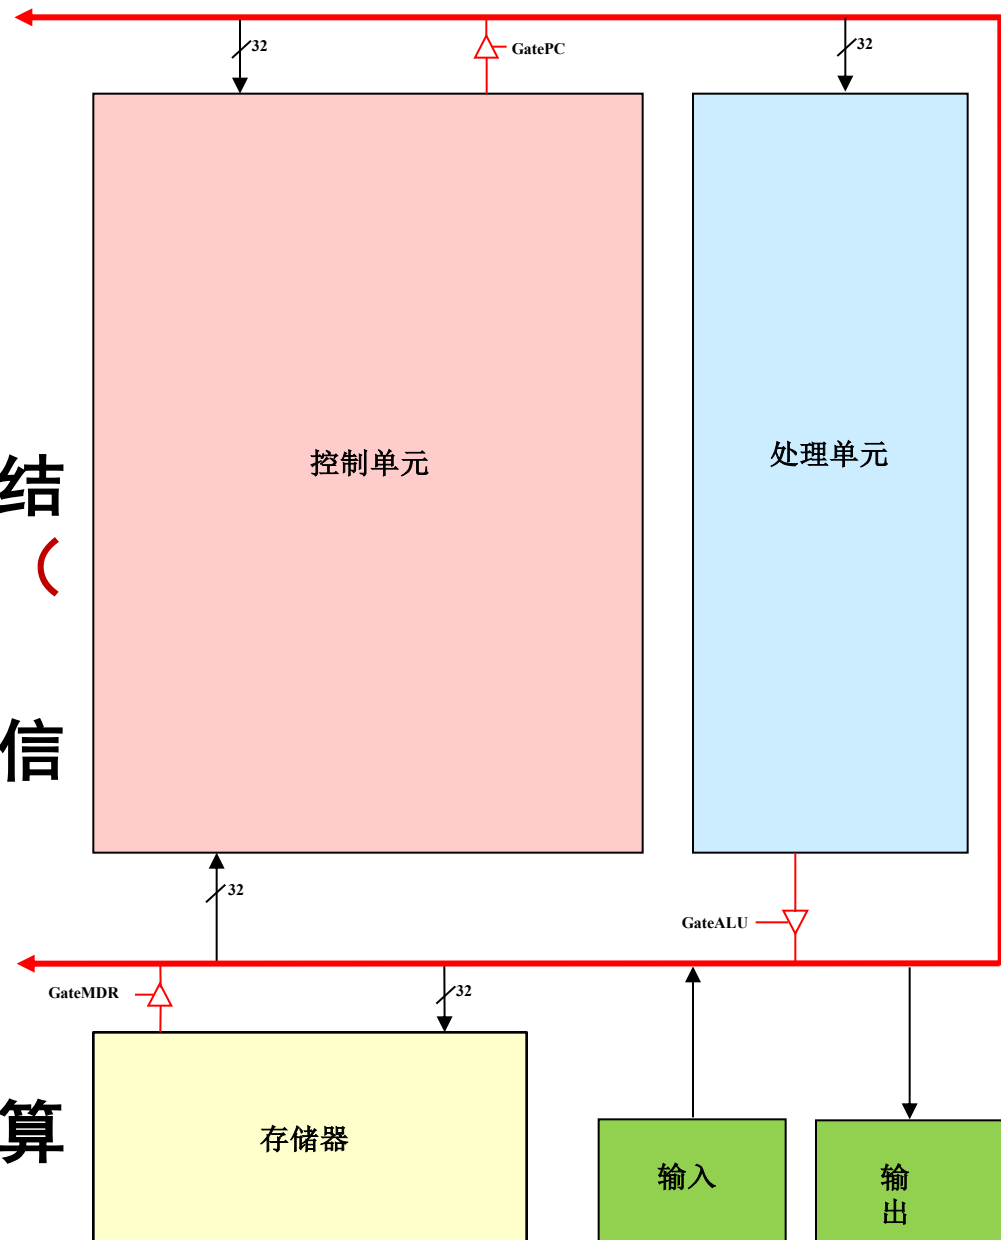 32
GatePC
32
控制单元
处理单元
结
（
信
32
GateALU
GateMDR
32
算
存储器
输入
输
出